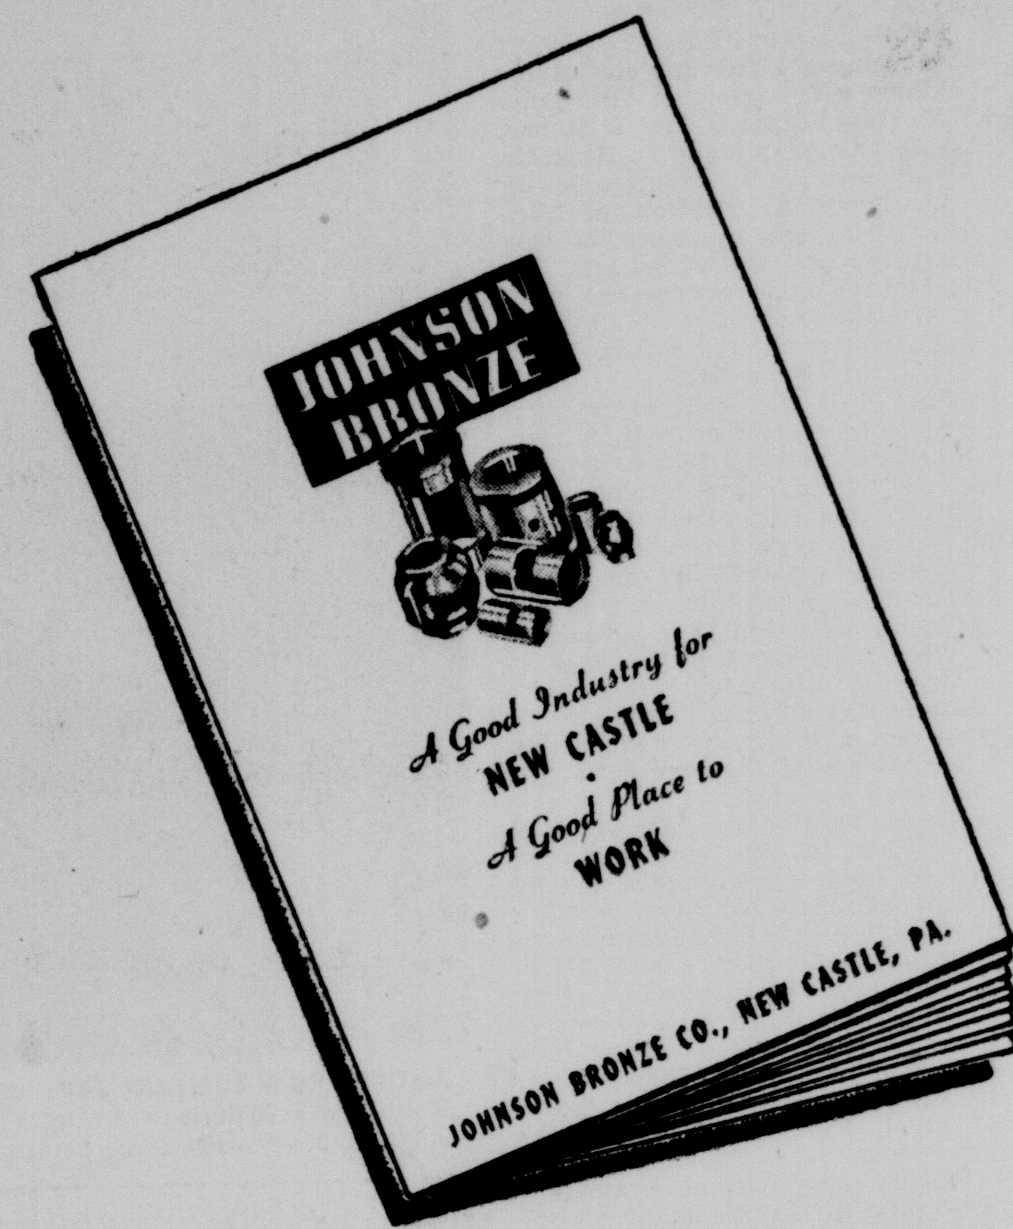 JOHNSON
BRONZE
A Good Industry for
NEW CASTLE
•
A Good Place to
WORK
JOHNSON BRONZE CO., NEW CASTLE, PA.